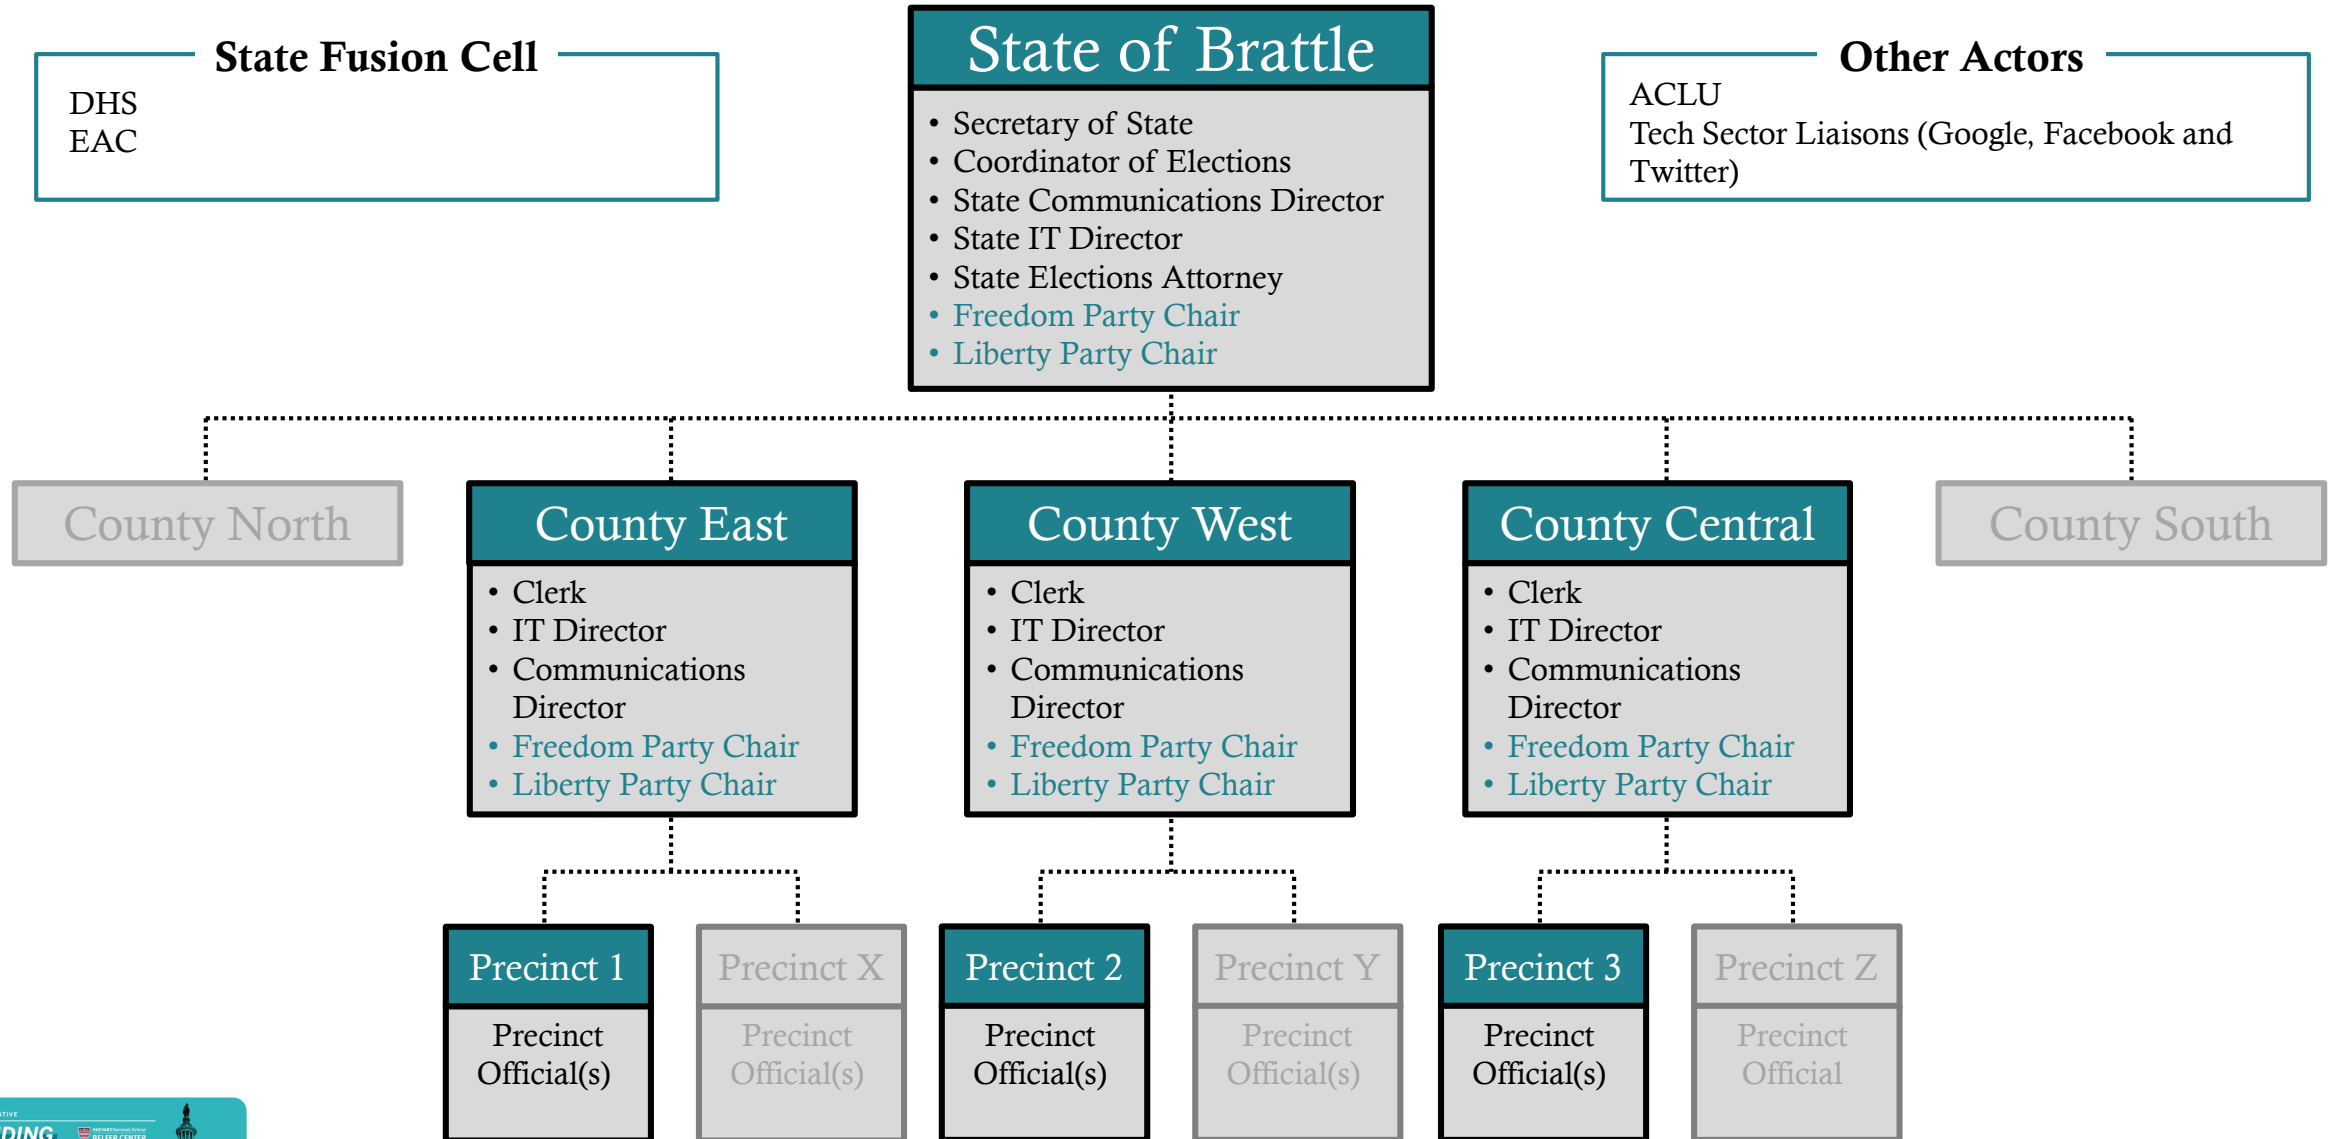 State Fusion Cell
DHS
EAC
State of Brattle
• Secretary of State
• Coordinator of Elections
• State Communications Director
• State IT Director
• State Elections Attorney
• Freedom Party Chair
• Liberty Party Chair
Other Actors
ACLU
Tech Sector Liaisons (Google, Facebook and
Twitter)
County North
County East
• Clerk
• IT Director
• Communications
Director
• Freedom Party Chair
• Liberty Party Chair
County West
• Clerk
• IT Director
• Communications
Director
• Freedom Party Chair
• Liberty Party Chair
County Central
• Clerk
• IT Director
• Communications
Director
• Freedom Party Chair
• Liberty Party Chair
County South
Precinct 1
Precinct
Official(s)
Precinct X
Precinct
Official(s)
Precinct 2
Precinct
Official(s)
Precinct Y
Precinct
Official(s)
Precinct 3
Precinct
Official(s)
Precinct Z
Precinct
Official
HARVARD Kennedy School
BELFER CENTER